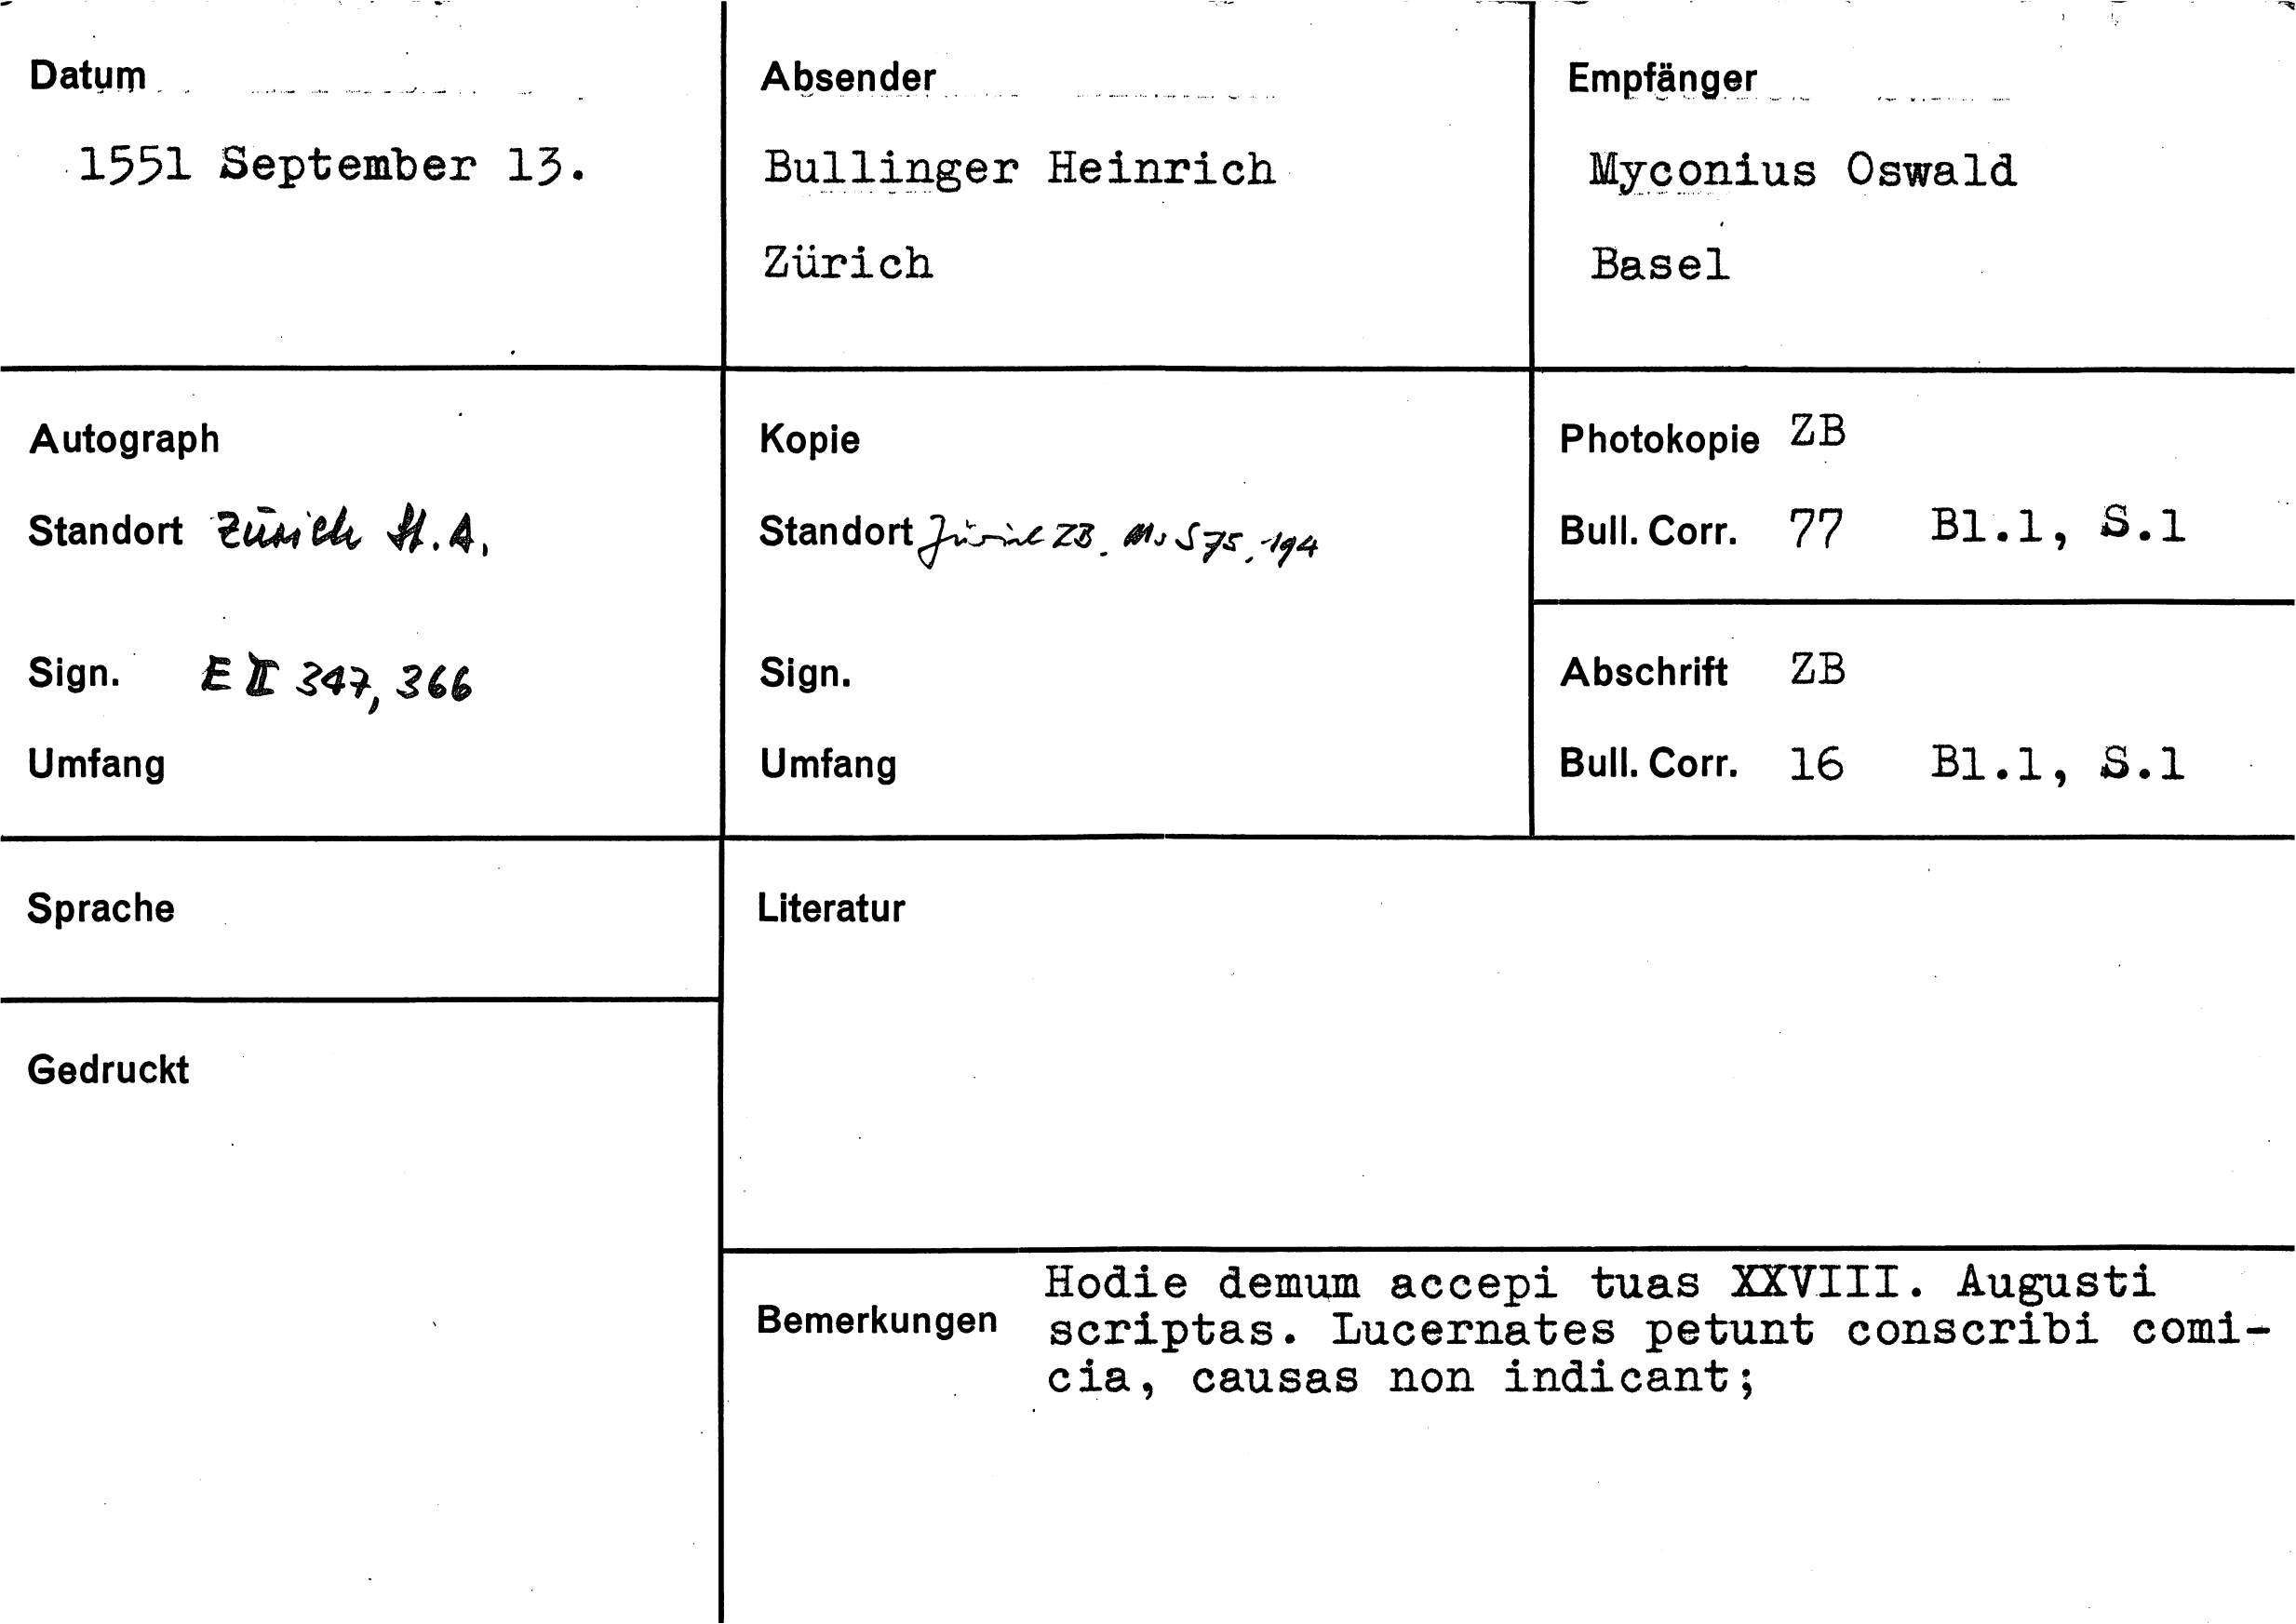 Datum
1551 September 13.
Absender
Bullinger Heinrich
Zürich
Empfänger
Myconius Oswald
Basel
Autograph
Standort Zürich St.A.
Sign. E II 347, 366
Umfang
Kopie
Standort Zürich ZB. Ms S 75, 194
Sign.
Umfang
Photokopie ZB
Bull. Corr. 77 Bl.1, S.1
Abschrift ZB
Bull. Corr. 16 Bl.1, S.1
Sprache
Literatur
Gedruckt
Bemerkungen
Hodie demum accepi tuas XXVIII. Augusti
scriptas. Lucernates petunt conscribi comi-
cia, causas non indicant;